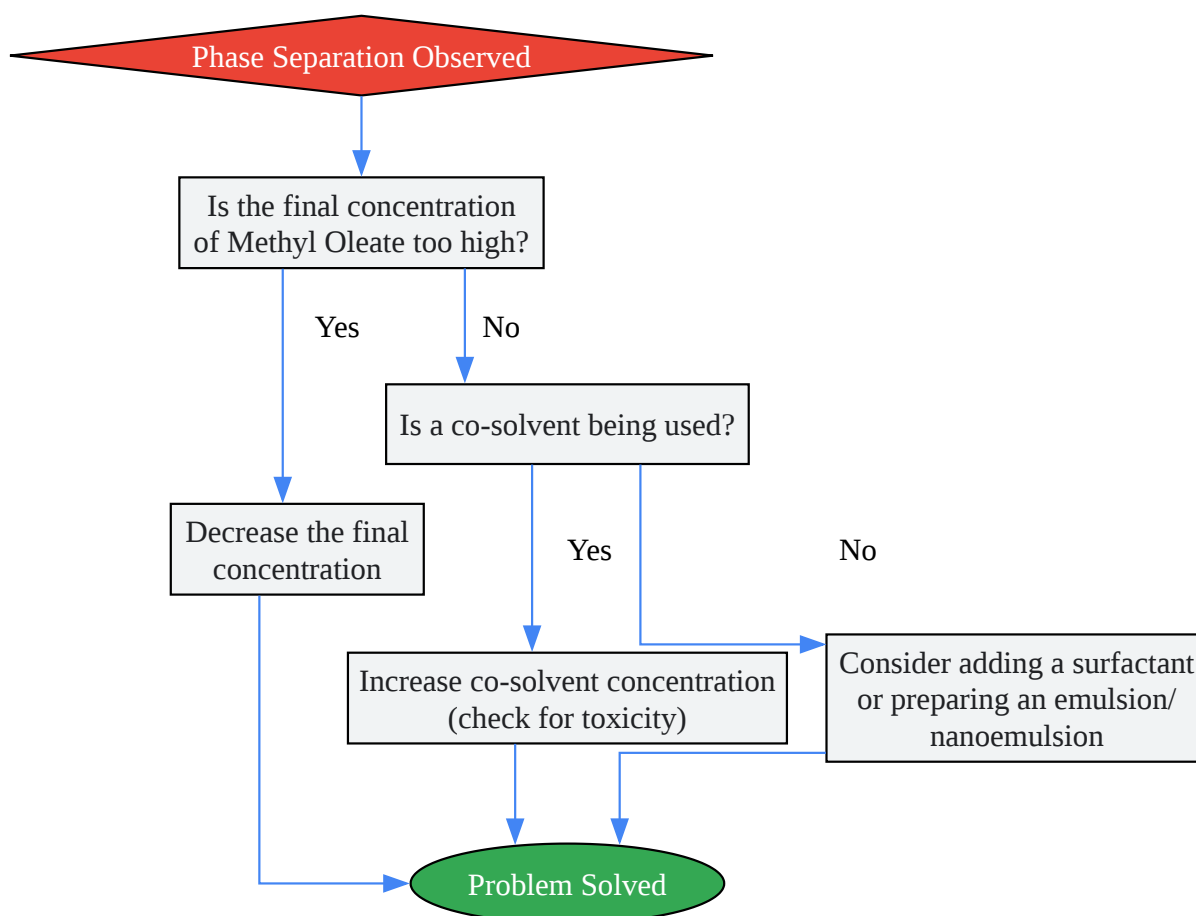 Phase Separation Observed
Is the final concentration
of Methyl Oleate too high?
Yes
No
Is a co-solvent being used?
Decrease the final
concentration
Yes
No
Increase co-solvent concentration
(check for toxicity)
Consider adding a surfactant
or preparing an emulsion/
nanoemulsion
Problem Solved